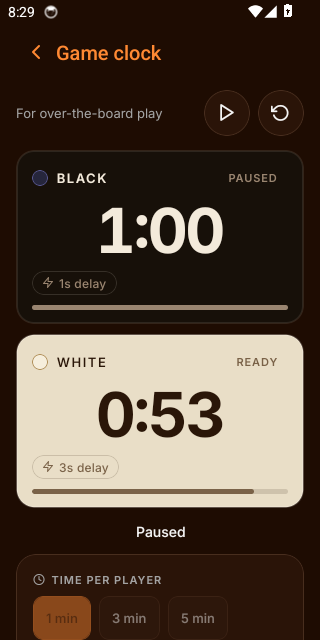 8:29
Game clock
For over-the-board play
BLACK
PAUSED
1:00
1s delay
WHITE
READY
0:53
3s delay
Paused
TIME PER PLAYER
1 min
3 min
5 min